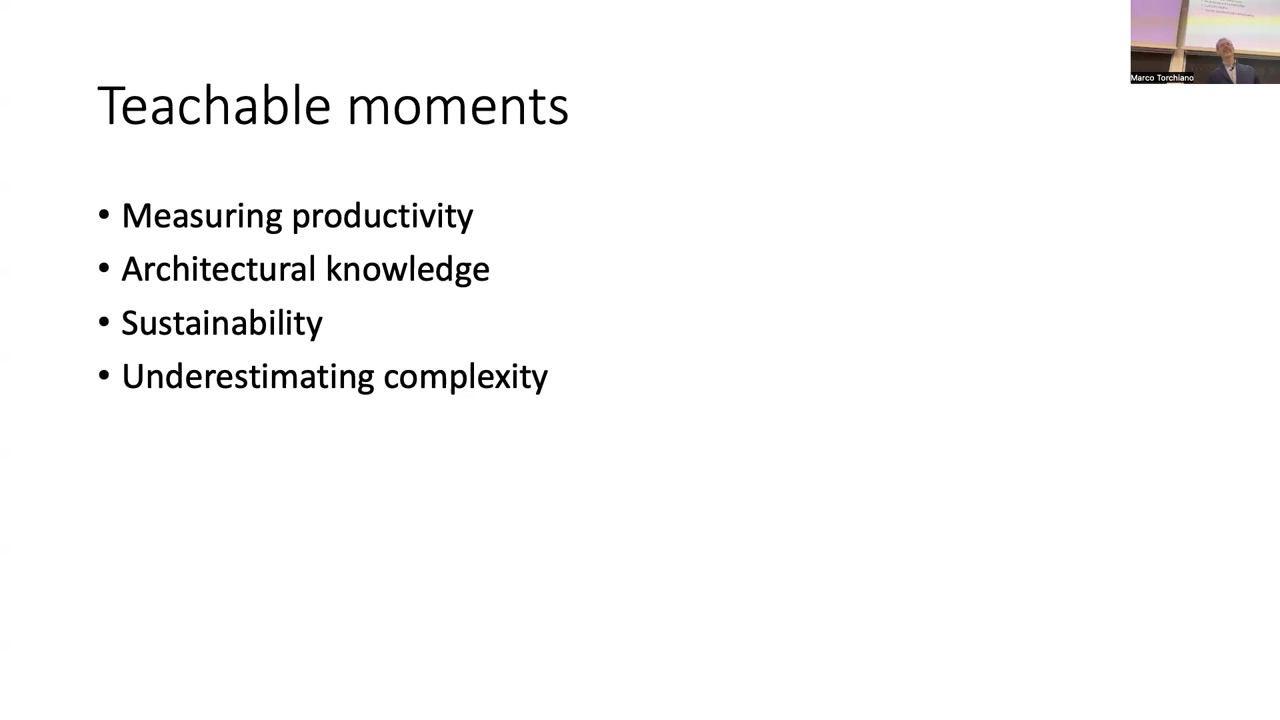 Teachable moments
• Measuring productivity
• Architectural knowledge
• Sustainability
• Underestimating complexity
Marco Torchiano